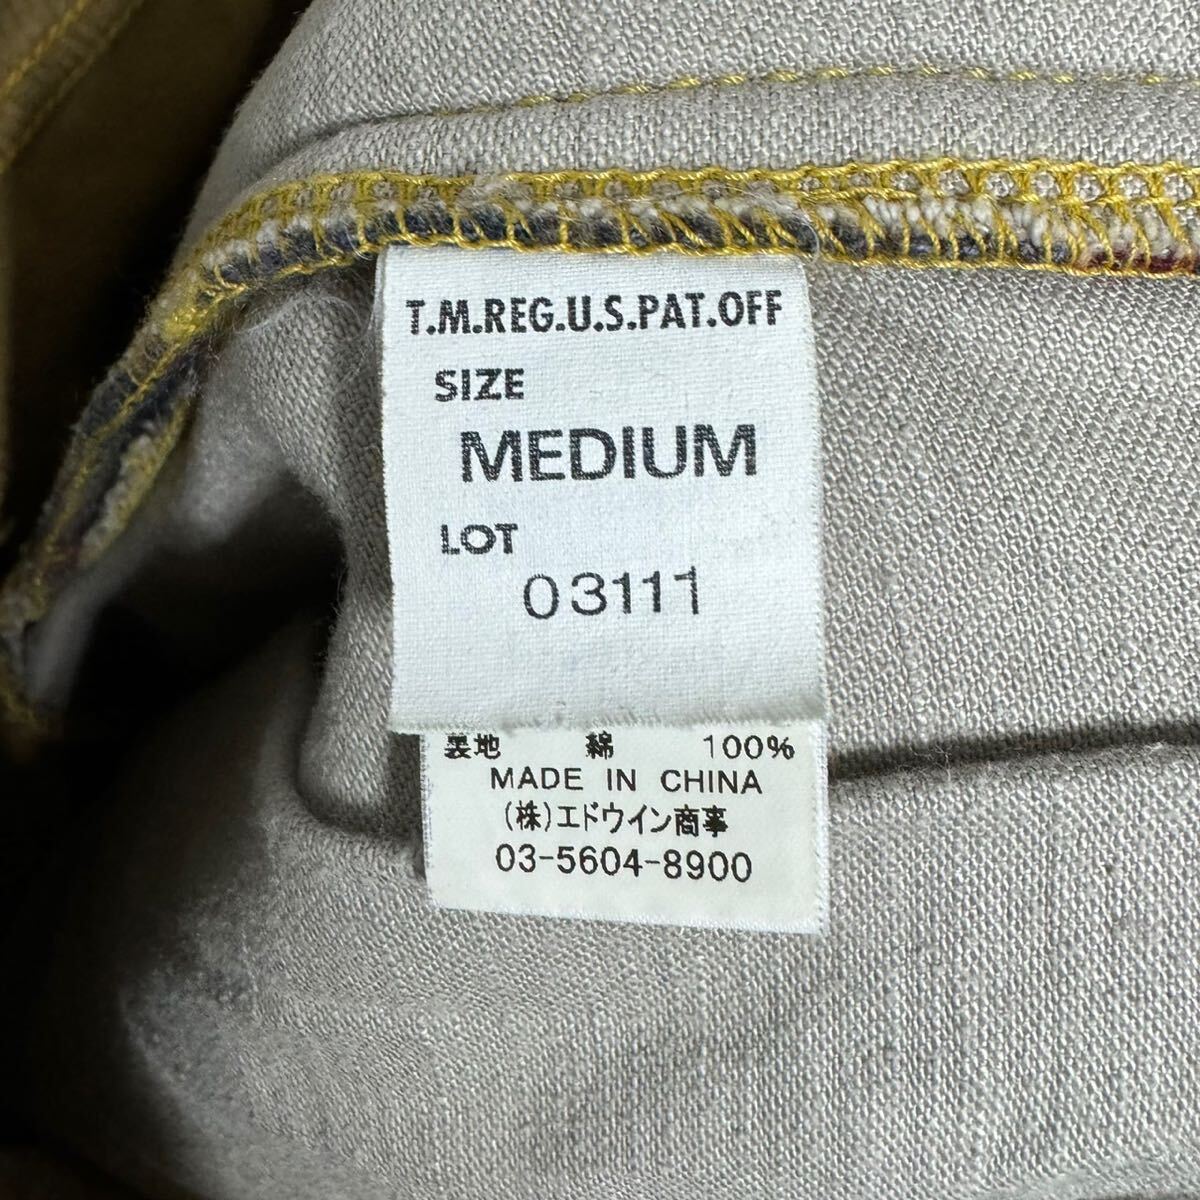 T.M.REG.U.S.PAT.OFF
SIZE
MEDIUM
LOT
03111
裏地 綿 100%
MADE IN CHINA
(株)エドウイン商事
03-5604-8900